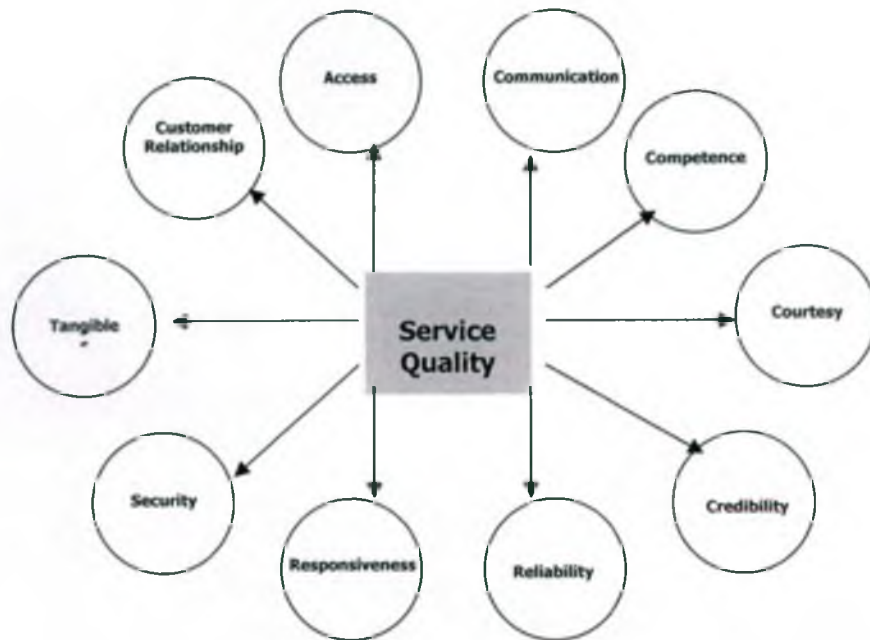 Access
Communication
Customer
Relationship
Competence
Tangible
Service
Quality
Courtesy
Security
Credibility
Responsiveness
Reliability